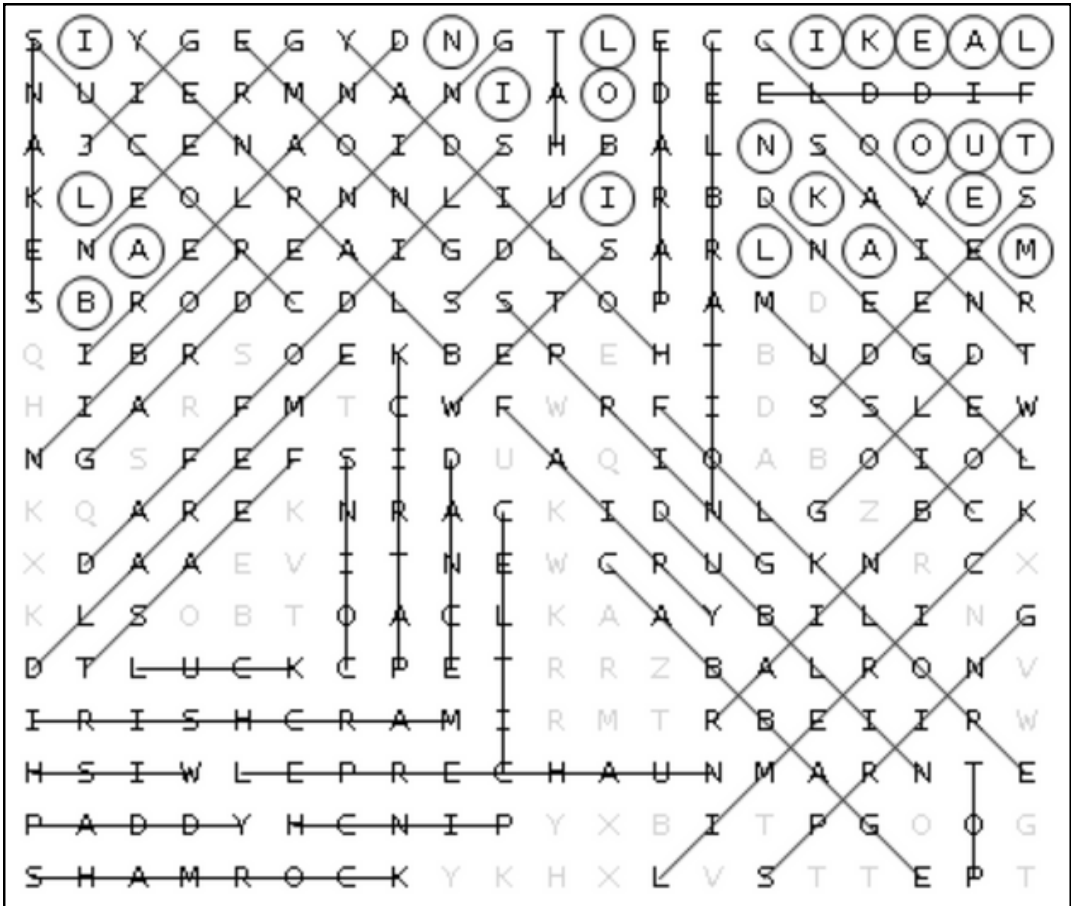 S I Y G E G Y D N G T L E C C I K E A L
N U I E R M N A N I A O D E E L D D I F
A J C E N A O I D S H B A L N S O O U T
K L E O L R N N L I U I R B D K A V E S
E N A E R E A I G D L S A R L N A I E M
S B R O D C D L S S T O P A M D E E N R
Q I B R S O E K B E P E H T B U D G D T
H I A R F M T C W F W R F I D S S L E W
N G S F E F S I D U A Q I O A B O I O L
K Q A R E K N R A C K I D N L G Z B C K
X D A A E V I T N E W C R U G K N R C X
K L S O B T O A C L K A A Y B I L I N G
D T L U C K C P E T R R Z B A L R O N V
I R I S H C R A M I R M T R B E I I R W
H S I W L E P R E C H A U N M A R N T E
P A D D Y H C N I P Y X B I T P G O O G
S H A M R O C K Y K H X L V S T T E P T